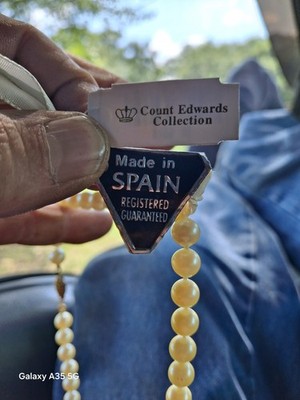 Count Edwards
Collection
Made in
SPAIN
REGISTERED
GUARANTEED
Galaxy A35 5G